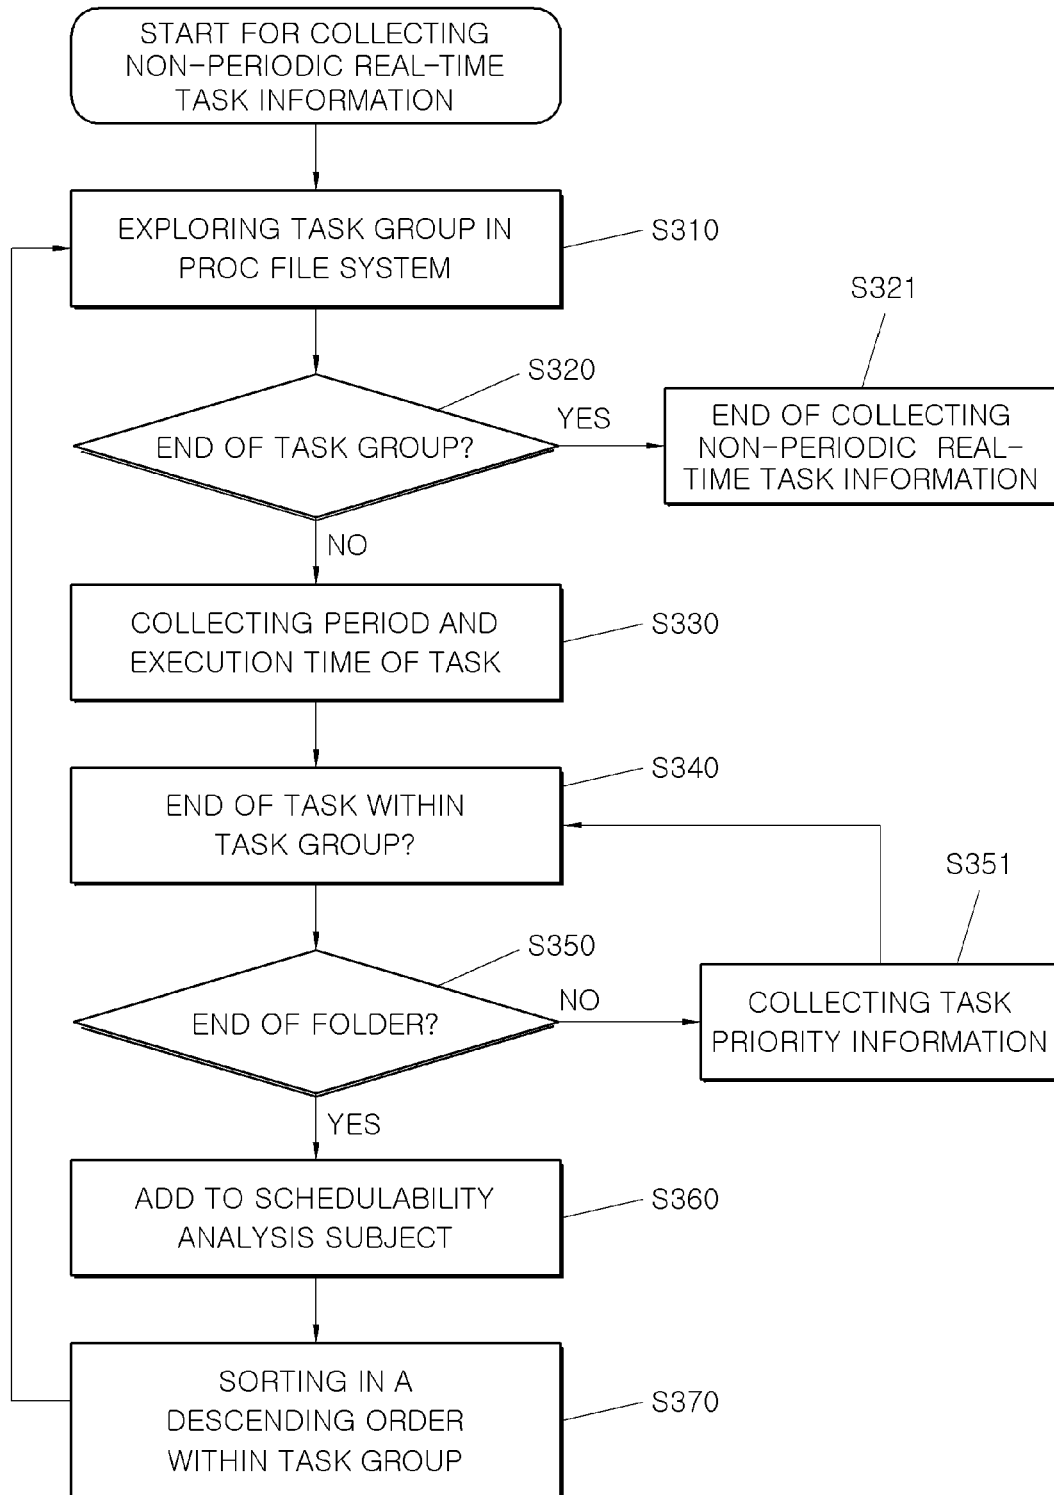 START FOR COLLECTING
NON-PERIODIC REAL-TIME
TASK INFORMATION
EXPLORING TASK GROUP IN
PROC FILE SYSTEM
S310
S321
S320
END OF TASK GROUP?
YES
END OF COLLECTING
NON-PERIODIC REAL-
TIME TASK INFORMATION
NO
COLLECTING PERIOD AND
EXECUTION TIME OF TASK
S330
S340
END OF TASK WITHIN
TASK GROUP?
S351
S350
END OF FOLDER?
NO
COLLECTING TASK
PRIORITY INFORMATION
YES
ADD TO SCHEDULABILITY
ANALYSIS SUBJECT
S360
SORTING IN A
DESCENDING ORDER
WITHIN TASK GROUP
S370